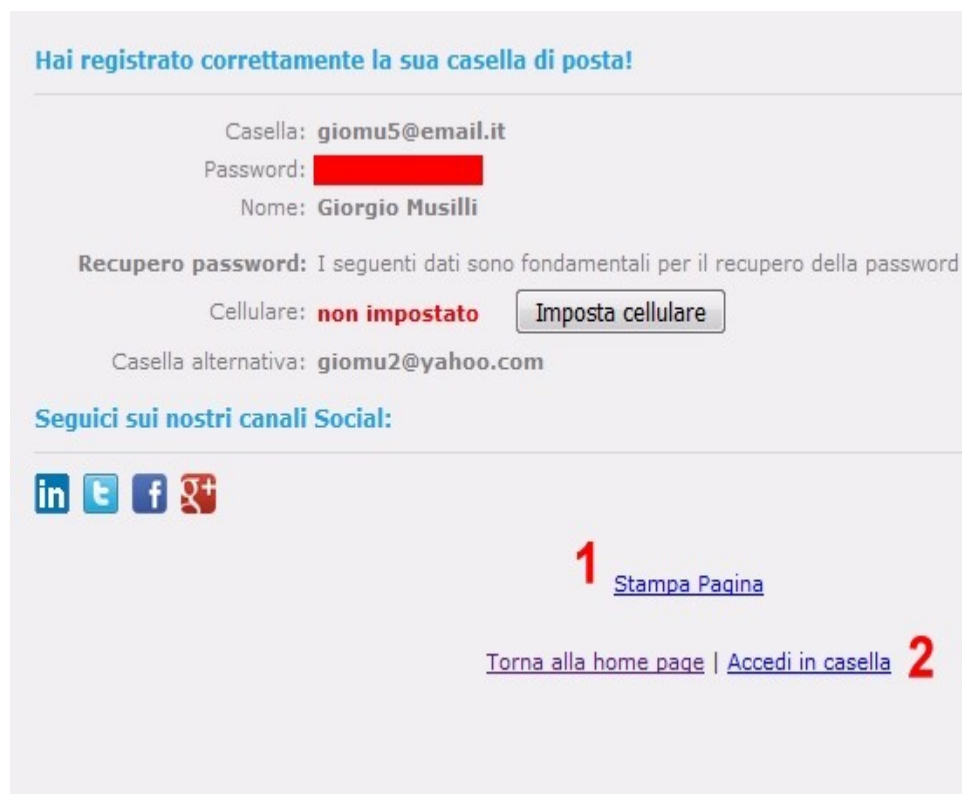 Hai registrato correttamente la sua casella di posta!
Casella: giomu5@email.it
Password:
Nome: Giorgio Musilli
Recupero password: I seguenti dati sono fondamentali per il recupero della password
Cellulare: non impostato Imposta cellulare
Casella alternativa: giomu2@yahoo.com
Seguici sui nostri canali Social:
in t f g+
1 Stampa Pagina
Torna alla home page | Accedi in casella 2